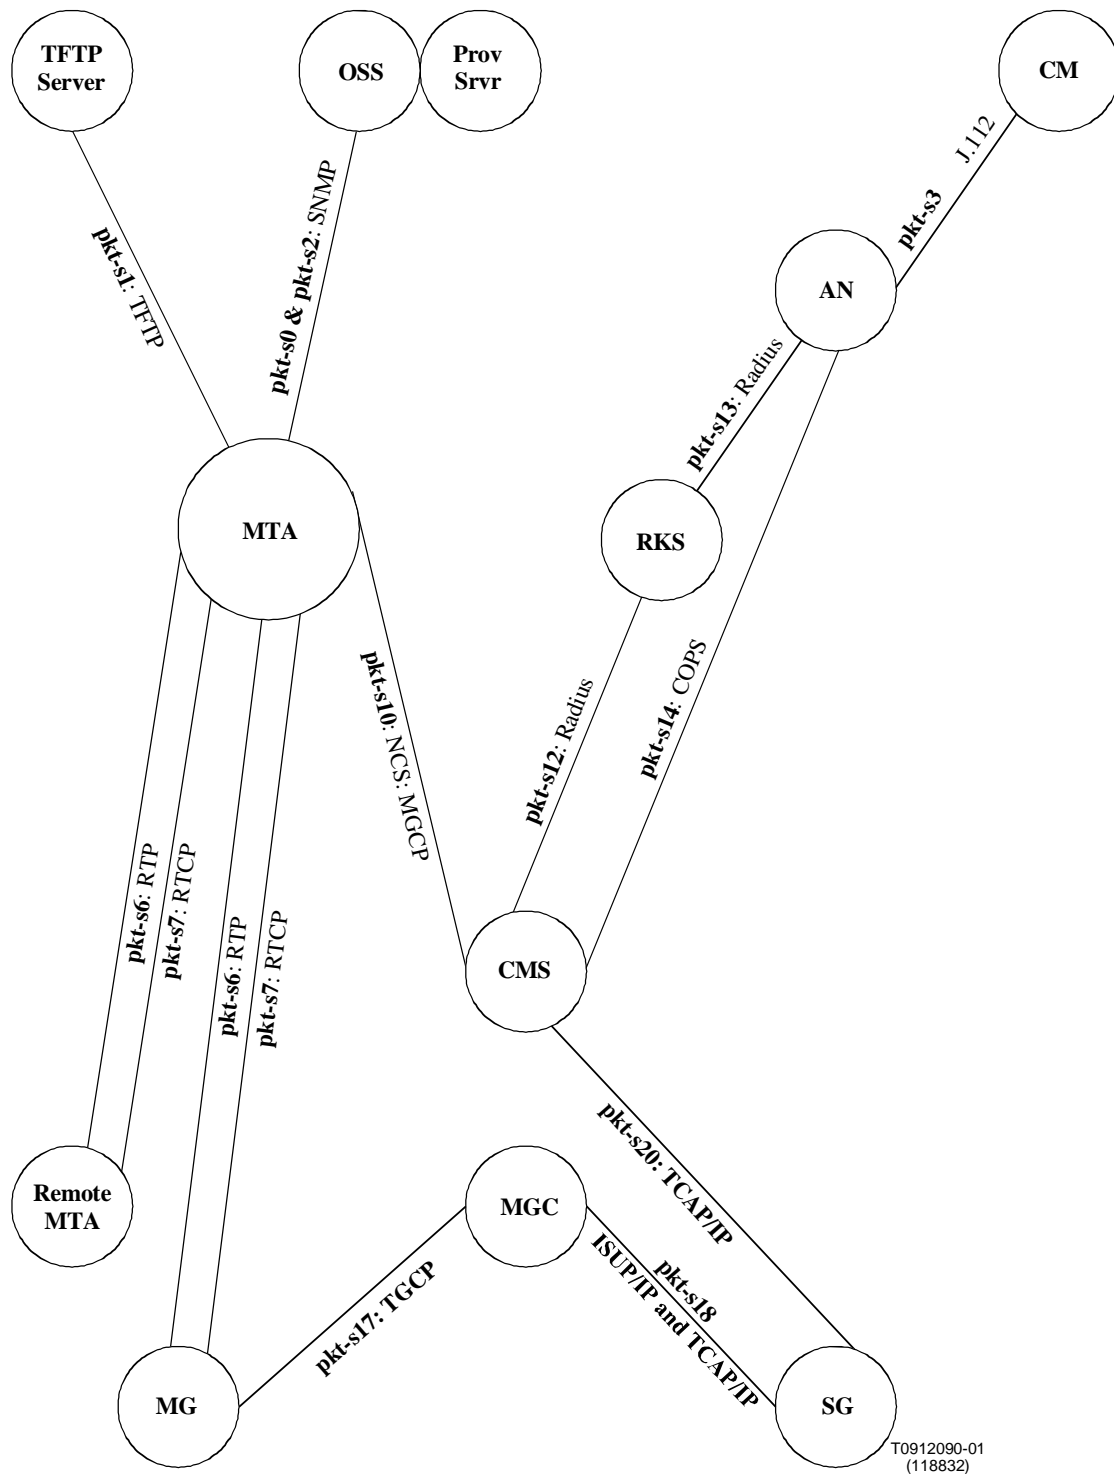 TFTP
Server
OSS
Prov
Srvr
CM
J.112
pkt-s3
pkt-s1: TFTP
pkt-s0 & pkt-s2: SNMP
AN
pkt-s13: Radius
MTA
RKS
pkt-s10: NCS: MGCP
pkt-s12: Radius
pkt-s14: COPS
pkt-s6: RTP
pkt-s7: RTCP
pkt-s6: RTP
pkt-s7: RTCP
CMS
pkt-s20: TCAP/IP
Remote
MTA
MGC
pkt-s18
ISUP/IP and TCAP/IP
pkt-s17: TGCP
MG
SG
T0912090-01
(118832)